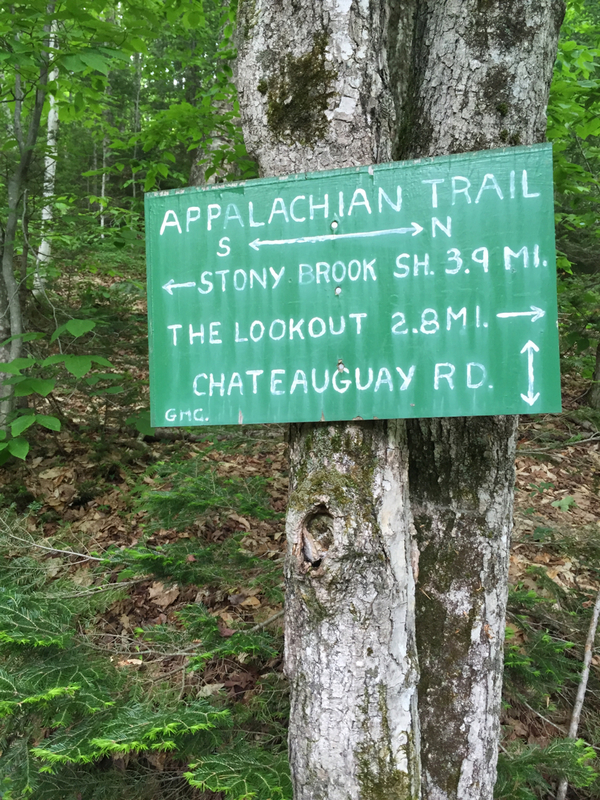 APPALACHIAN TRAIL
S ⟷ N
← STONY BROOK SH. 3.9 MI.
THE LOOKOUT 2.8 MI. →
CHATEAUGUAY RD. ↕
GMC.